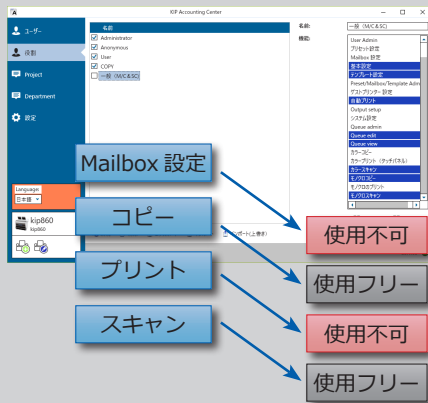 KIP Accounting Center
ユーザー
役割
Project
Department
設定
Language:
日本語
kip860
kip860
名前
Administrator
Anonymous
User
COPY
一般（M/C＆SC)
名前:
一般（M/C＆SC)
機能:
User Admin
プリセット設定
Mailbox 設定
基本設定
テンプレート設定
Preset/Mailbox/Template Adm
ゲストプリンター 設定
自動プリント
Output setup
システム設定
Queue admin
Queue edit
Queue view
カラーコピー
カラープリント（タッチパネル）
カラースキャン
モノクロコピー
モノクロプリント
モノクロスキャン
Mailbox 設定
コピー
プリント
スキャン
使用不可
使用フリー
使用不可
使用フリー